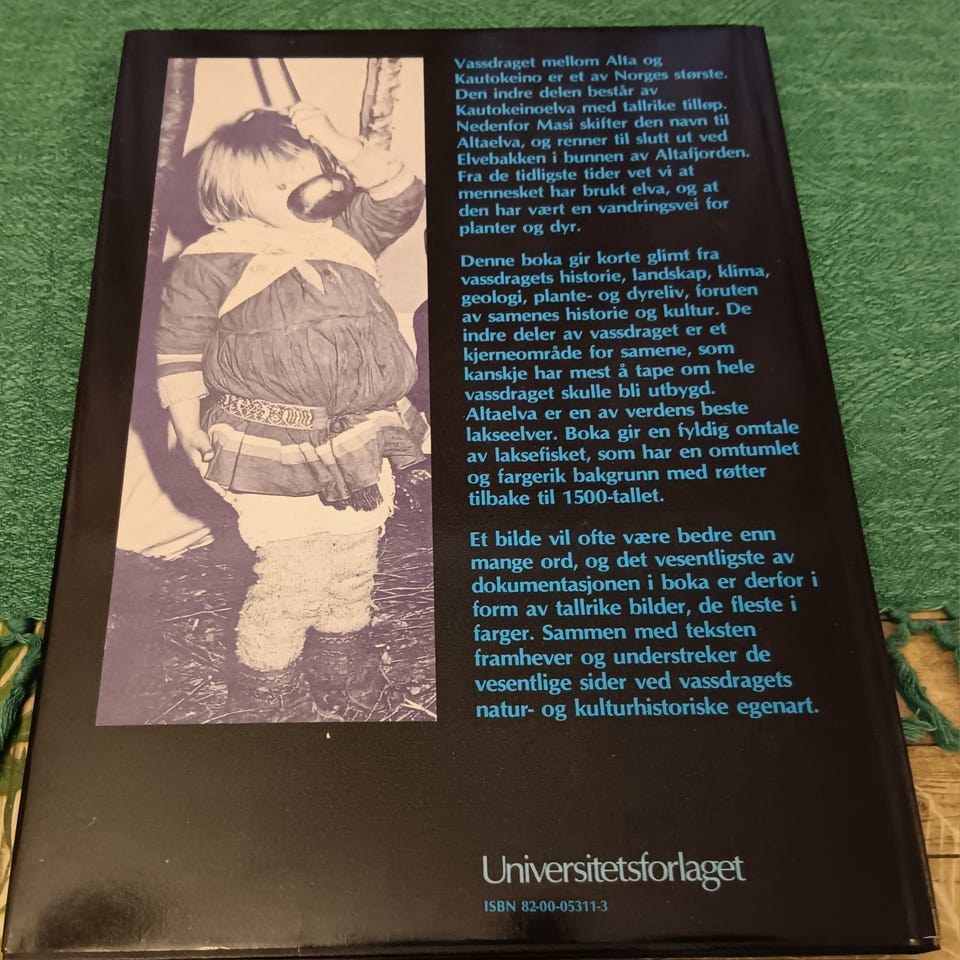 Vassdraget mellom Alta og
Kautokeino er et av Norges største.
Den indre delen består av
Kautokeinoelva med tallrike tilløp.
Nedenfor Masi skifter den navn til
Altaelva, og renner til slutt ut ved
Elvebakken i bunnen av Altafjorden.
Fra de tidligste tider vet vi at
mennesket har brukt elva, og at
den har vært en vandringsvei for
planter og dyr.
Denne boka gir korte glimt fra
vassdragets historie, landskap, klima,
geologi, plante- og dyreliv, foruten
av samenes historie og kultur. De
indre deler av vassdraget er et
kjerneområde for samene, som
kanskje har mest å tape om hele
vassdraget skulle bli utbygd.
Altaelva er en av verdens beste
lakseelver. Boka gir en fyldig omtale
av laksefisket, som har en omtumlet
og fargerik bakgrunn med røtter
tilbake til 1500-tallet.
Et bilde vil ofte være bedre enn
mange ord, og det vesentligste av
dokumentasjonen i boka er derfor i
form av tallrike bilder, de fleste i
farger. Sammen med teksten
framhever og understreker de
vesentlige sider ved vassdragets
natur- og kulturhistoriske egenart.
Universitetsforlaget
ISBN 82-00-05311-3